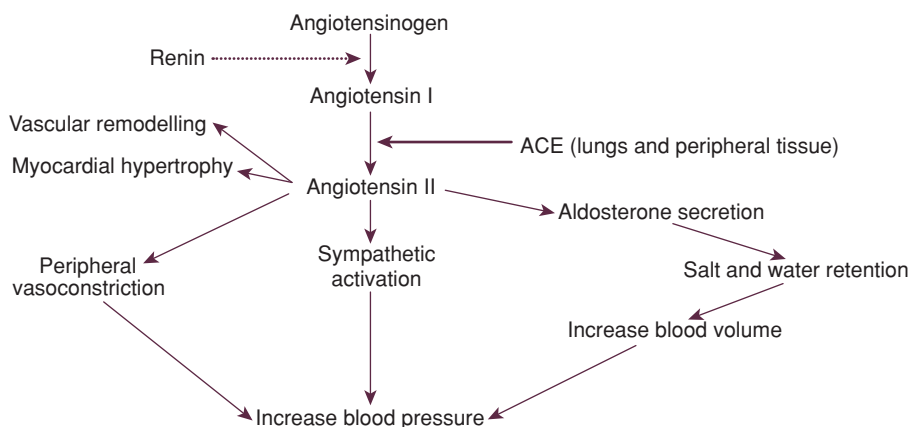 Angiotensinogen
Renin
Angiotensin I
Vascular remodelling
ACE (lungs and peripheral tissue)
Myocardial hypertrophy
Angiotensin II
Aldosterone secretion
Peripheral
vasoconstriction
Sympathetic
activation
Salt and water retention
Increase blood volume
Increase blood pressure